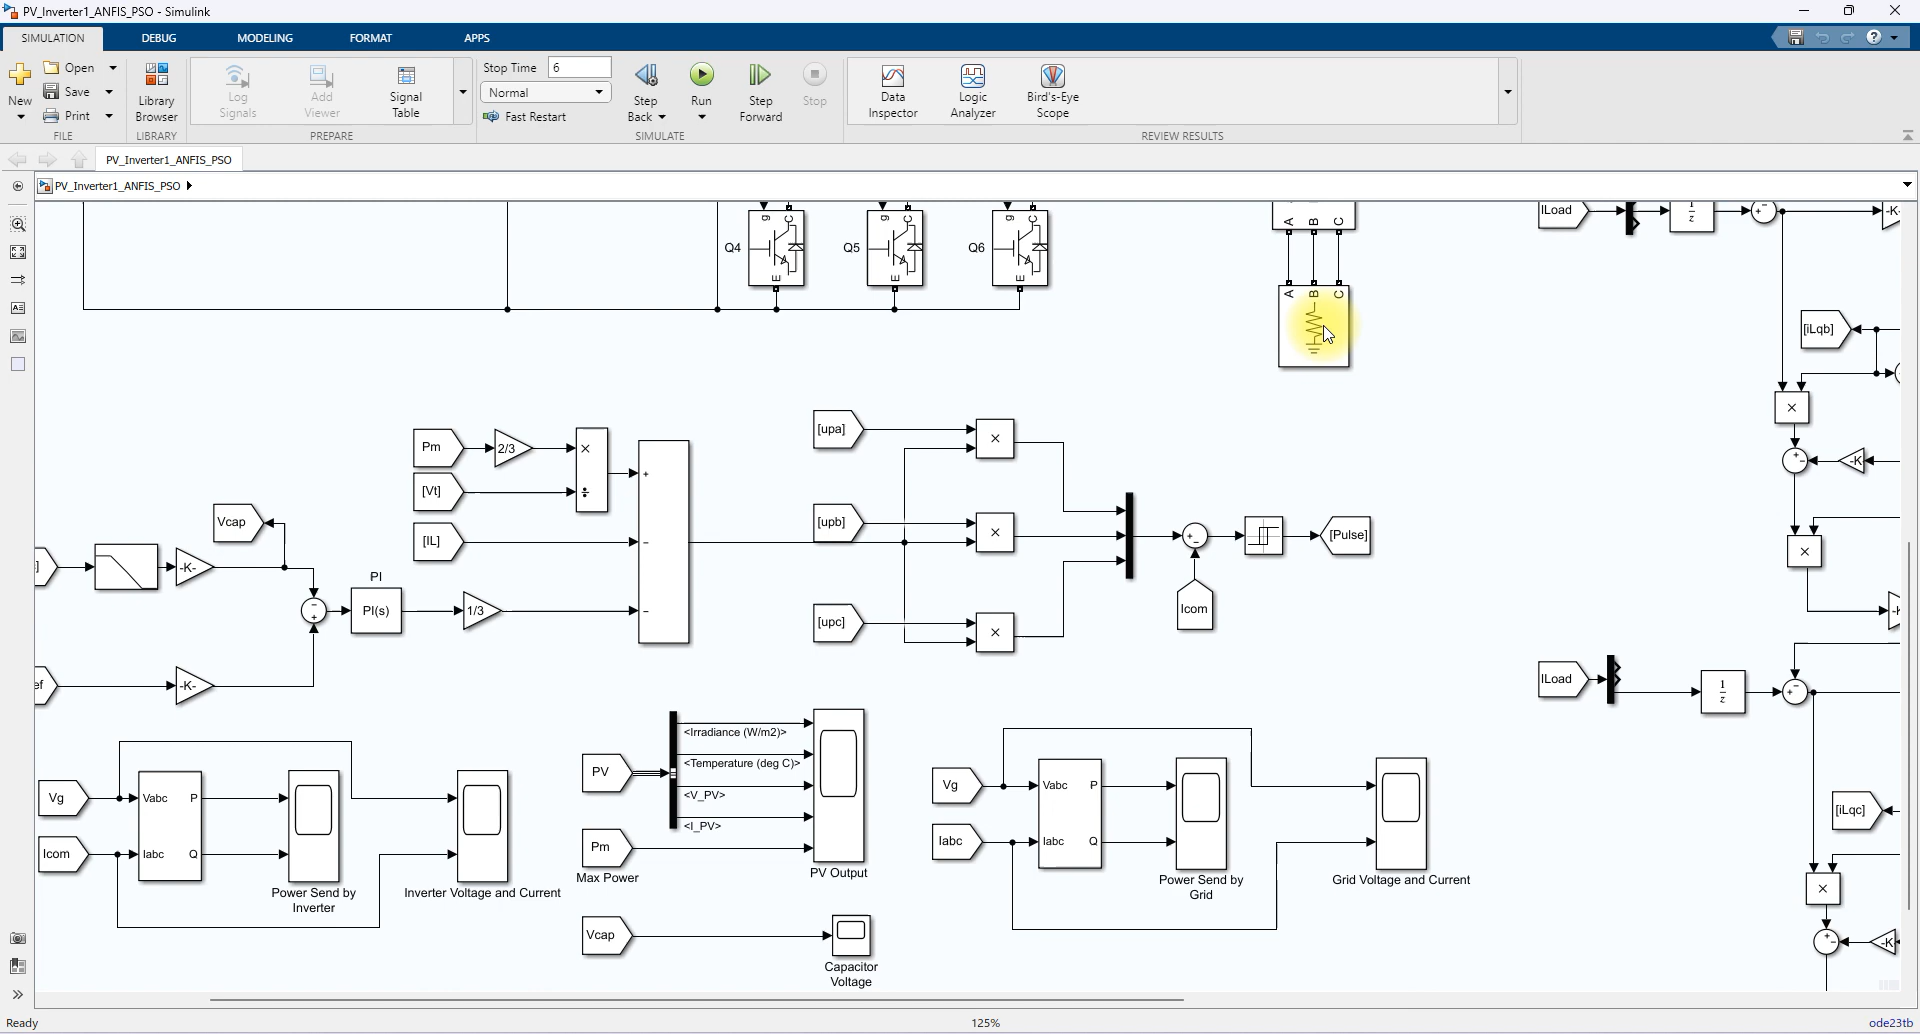 PV_Inverter1_ANFIS_PSO - Simulink
SIMULATION DEBUG MODELING FORMAT APPS
New Open Save Print
FILE
Library Browser
LIBRARY
Log Signals
Add Viewer
Signal Table
PREPARE
Stop Time 6
Normal
Fast Restart
Step Back
Run
Step Forward
Stop
SIMULATE
Data Inspector
Logic Analyzer
Bird's-Eye Scope
REVIEW RESULTS
PV_Inverter1_ANFIS_PSO
PV_Inverter1_ANFIS_PSO
g C
Q4
E
g C
Q5
E
g C
Q6
E
A B C
A B C
ILoad
1
z
-K-
[iLqb]
×
-K
×
Pm
2/3
×
[Vt]
÷
[IL]
+
-
-
Vcap
-K-
PI
PI(s)
1/3
-K-
ef
[upa]
×
[upb]
×
[upc]
×
Icom
[Pulse]
ILoad
1
z
[iLqc]
×
-K
Vg
Icom
Vabc P
Iabc Q
Power Send by
Inverter
Inverter Voltage and Current
PV
<Irradiance (W/m2)>
<Temperature (deg C)>
<V_PV>
<I_PV>
Pm
Max Power
PV Output
Vcap
Capacitor
Voltage
Vg
Iabc
Vabc P
Iabc Q
Power Send by
Grid
Grid Voltage and Current
Ready
125%
ode23tb